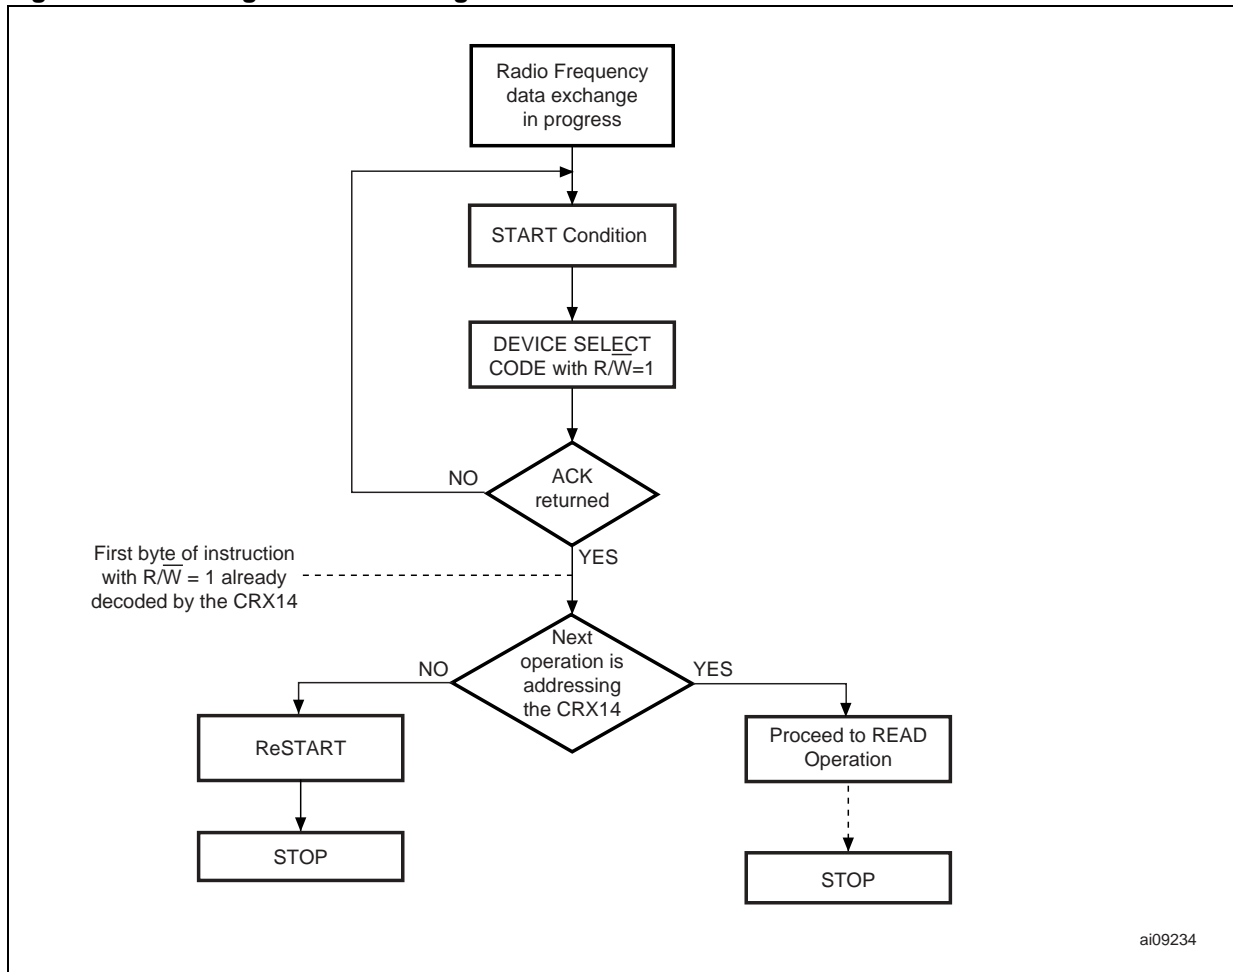 Radio Frequency
data exchange
in progress
START Condition
DEVICE SELECT
CODE with R/W̅=1
NO
ACK
returned
YES
First byte of instruction
with R/W̅ = 1 already
decoded by the CRX14
Next
operation is
addressing
the CRX14
NO
YES
ReSTART
STOP
Proceed to READ
Operation
STOP
ai09234